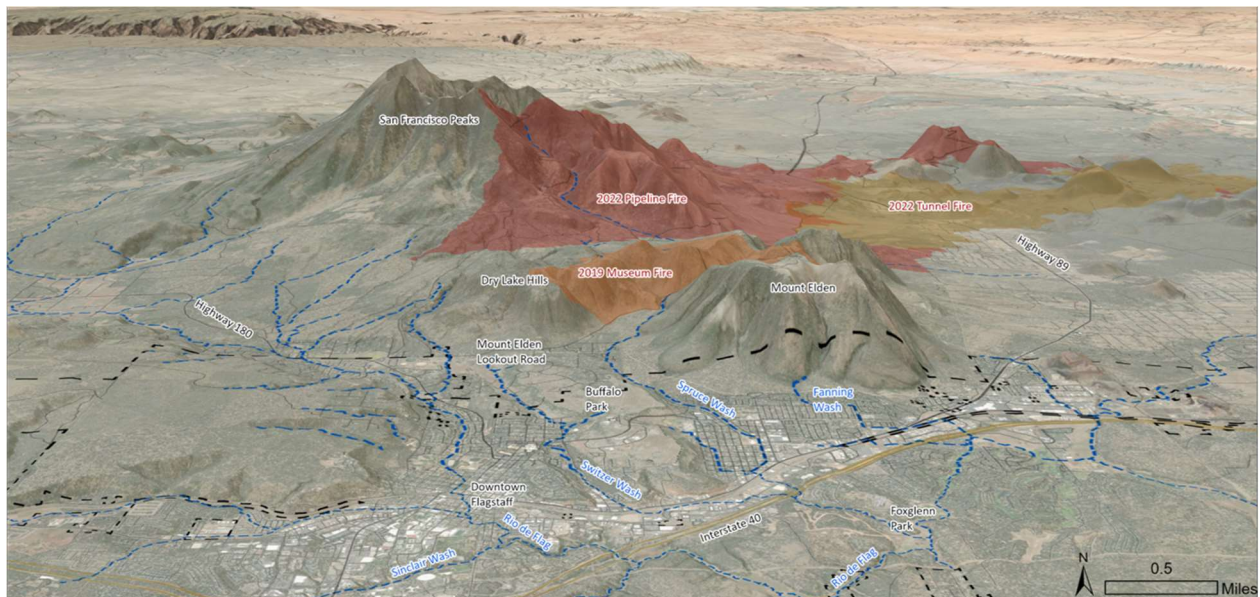 San Francisco Peaks
2022 Pipeline Fire
2022 Tunnel Fire
Highway 89
2019 Museum Fire
Dry Lake Hills
Mount Elden
Highway 180
Mount Elden
Lookout Road
Buffalo
Park
Spruce Wash
Fanning
Wash
Switzer Wash
Downtown
Flagstaff
Rio de Flag
Foxglenn
Park
Interstate 40
Sinclair Wash
Rio de Flag
N
0.5
Miles